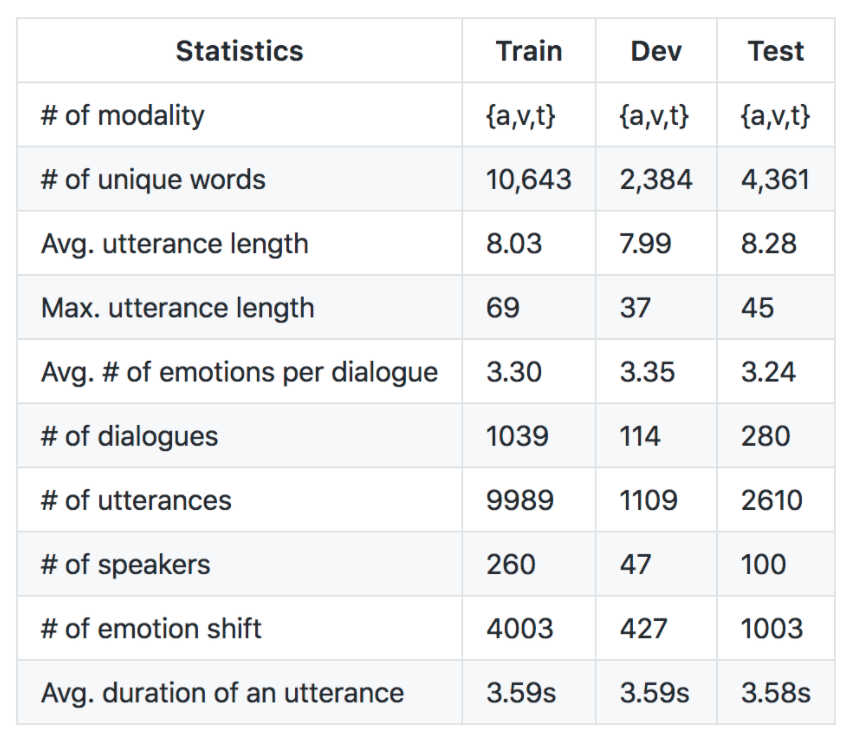 Statistics Train Dev Test
# of modality {a,v,t} {a,v,t} {a,v,t}
# of unique words 10,643 2,384 4,361
Avg. utterance length 8.03 7.99 8.28
Max. utterance length 69 37 45
Avg. # of emotions per dialogue 3.30 3.35 3.24
# of dialogues 1039 114 280
# of utterances 9989 1109 2610
# of speakers 260 47 100
# of emotion shift 4003 427 1003
Avg. duration of an utterance 3.59s 3.59s 3.58s